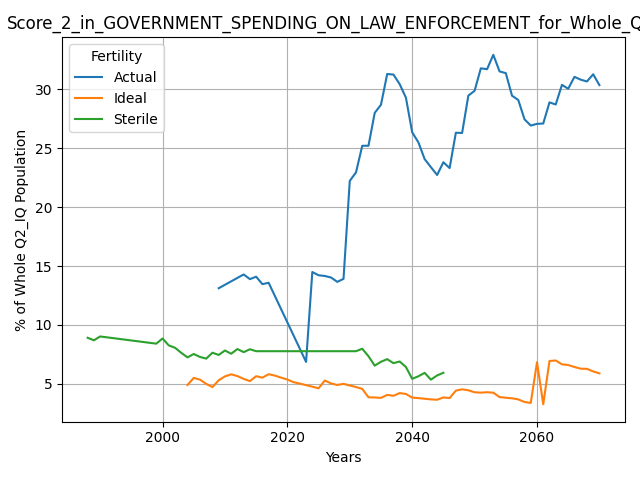 Score_2_in_GOVERNMENT_SPENDING_ON_LAW_ENFORCEMENT_for_Whole_Q
Fertility
Actual
Ideal
Sterile
% of Whole Q2_IQ Population
30
25
20
15
10
5
2000 2020 2040 2060
Years